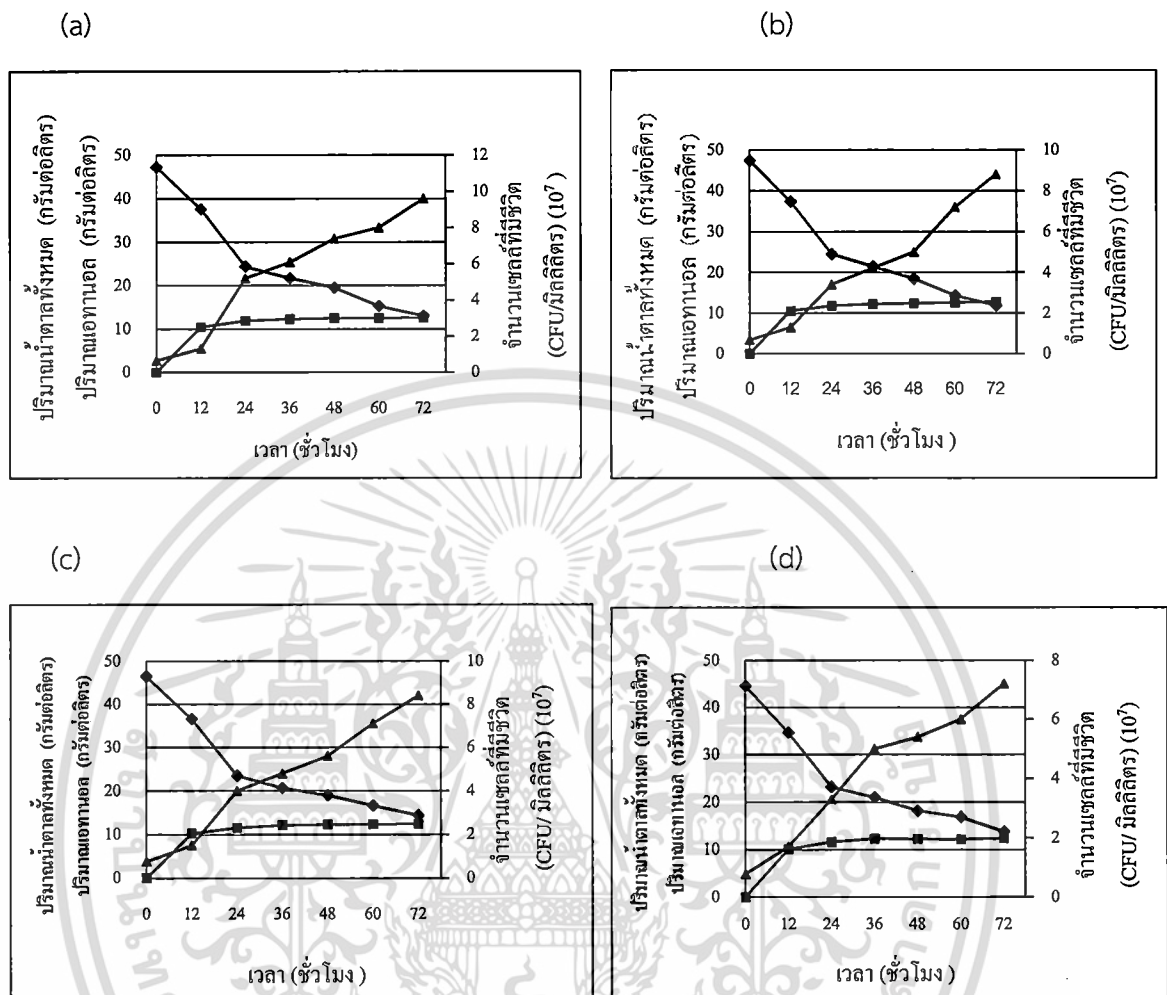 (a)
ปริมาณน้ำตาลทั้งหมด (กรัมต่อลิตร)
ปริมาณเอทานอล (กรัมต่อลิตร)
50
40
30
20
10
0
12
10
8
6
4
2
0
จำนวนเซลล์ที่มีชีวิต
(CFU/มิลลิลิตร) (10⁷)
0 12 24 36 48 60 72
เวลา (ชั่วโมง)
(b)
ปริมาณน้ำตาลทั้งหมด (กรัมต่อลิตร)
ปริมาณเอทานอล (กรัมต่อลิตร)
50
40
30
20
10
0
10
8
6
4
2
0
จำนวนเซลล์ที่มีชีวิต
(CFU/มิลลิลิตร) (10⁷)
0 12 24 36 48 60 72
เวลา (ชั่วโมง )
(c)
ปริมาณน้ำตาลทั้งหมด (กรัมต่อลิตร)
ปริมาณเอทานอล (กรัมต่อลิตร)
50
40
30
20
10
0
10
8
6
4
2
0
จำนวนเซลล์ที่มีชีวิต
(CFU/ มิลลิลิตร) (10⁷)
0 12 24 36 48 60 72
เวลา (ชั่วโมง )
(d)
ปริมาณน้ำตาลทั้งหมด (กรัมต่อลิตร)
ปริมาณเอทานอล (กรัมต่อลิตร)
50
40
30
20
10
0
8
6
4
2
0
จำนวนเซลล์ที่มีชีวิต
(CFU/ มิลลิลิตร) (10⁷)
0 12 24 36 48 60 72
เวลา (ชั่วโมง )